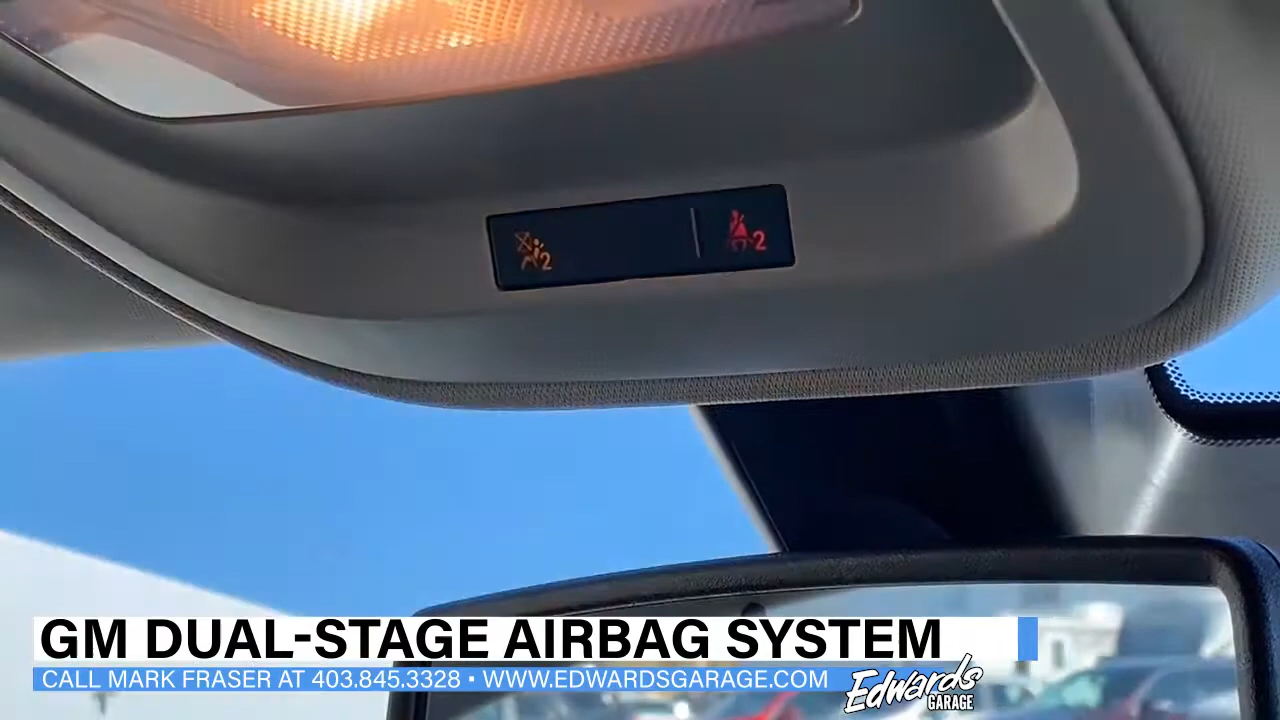 2
2
GM DUAL-STAGE AIRBAG SYSTEM
CALL MARK FRASER AT 403.845.3328 • WWW.EDWARDSGARAGE.COM
Edwards
GARAGE